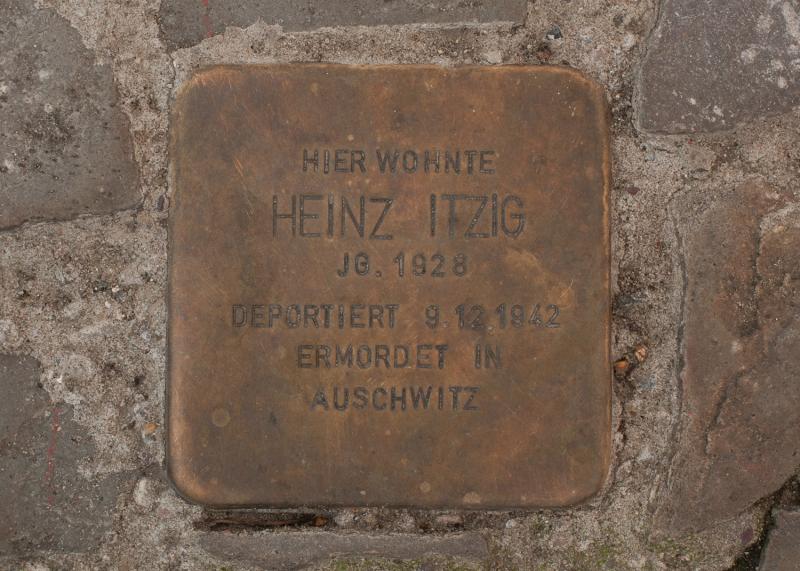 HIER WOHNTE
HEINZ ITZIG
JG. 1928
DEPORTIERT 9.12.1942
ERMORDET IN
AUSCHWITZ